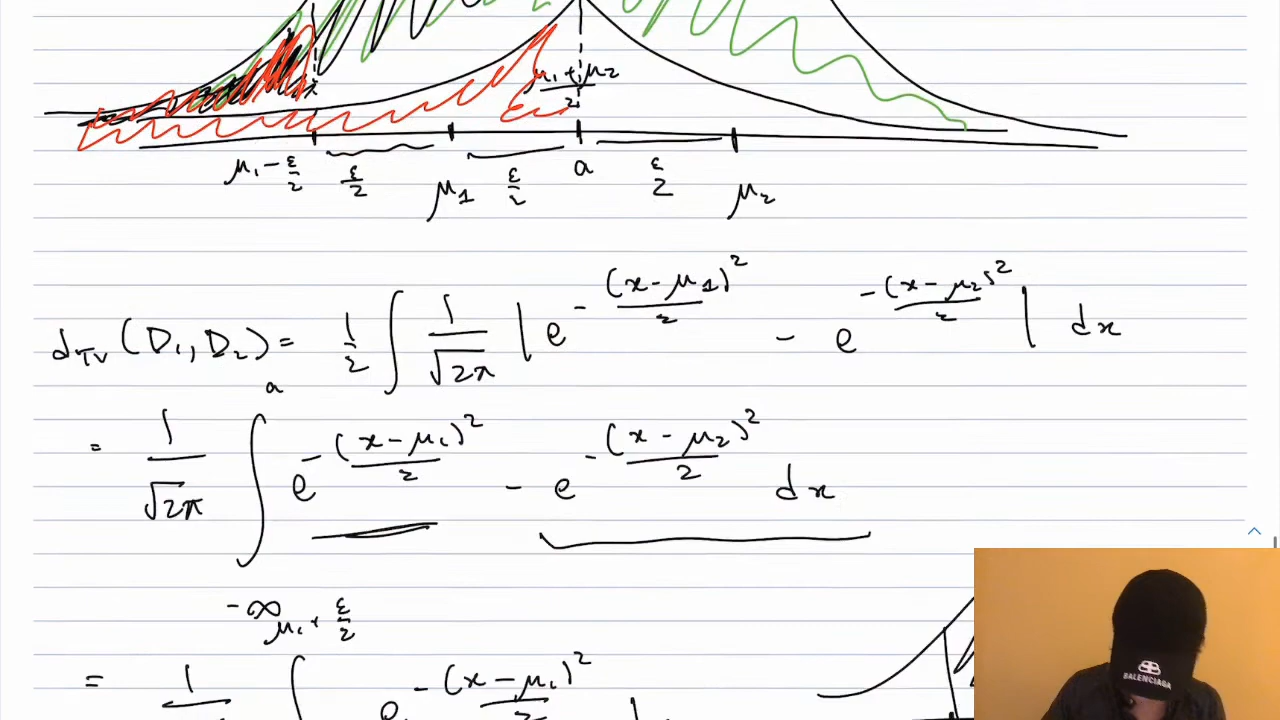 μ₁ + μ₂ / 2
μ₁ - ε/2 ε/2 μ₁ ε/2 a ε/2 μ₂
d_TV (D₁, D₂) = 1/2 ∫ 1/√2π | e^-(x-μ₁)²/2 - e^-(x-μ₂)²/2 | dx
= 1/√2π ∫_-∞^a e^-(x-μ₁)²/2 - e^-(x-μ₂)²/2 dx
= 1 ∫^μ₁+ε/2 e^-(x-μ₁)²/2
BALENCIAGA